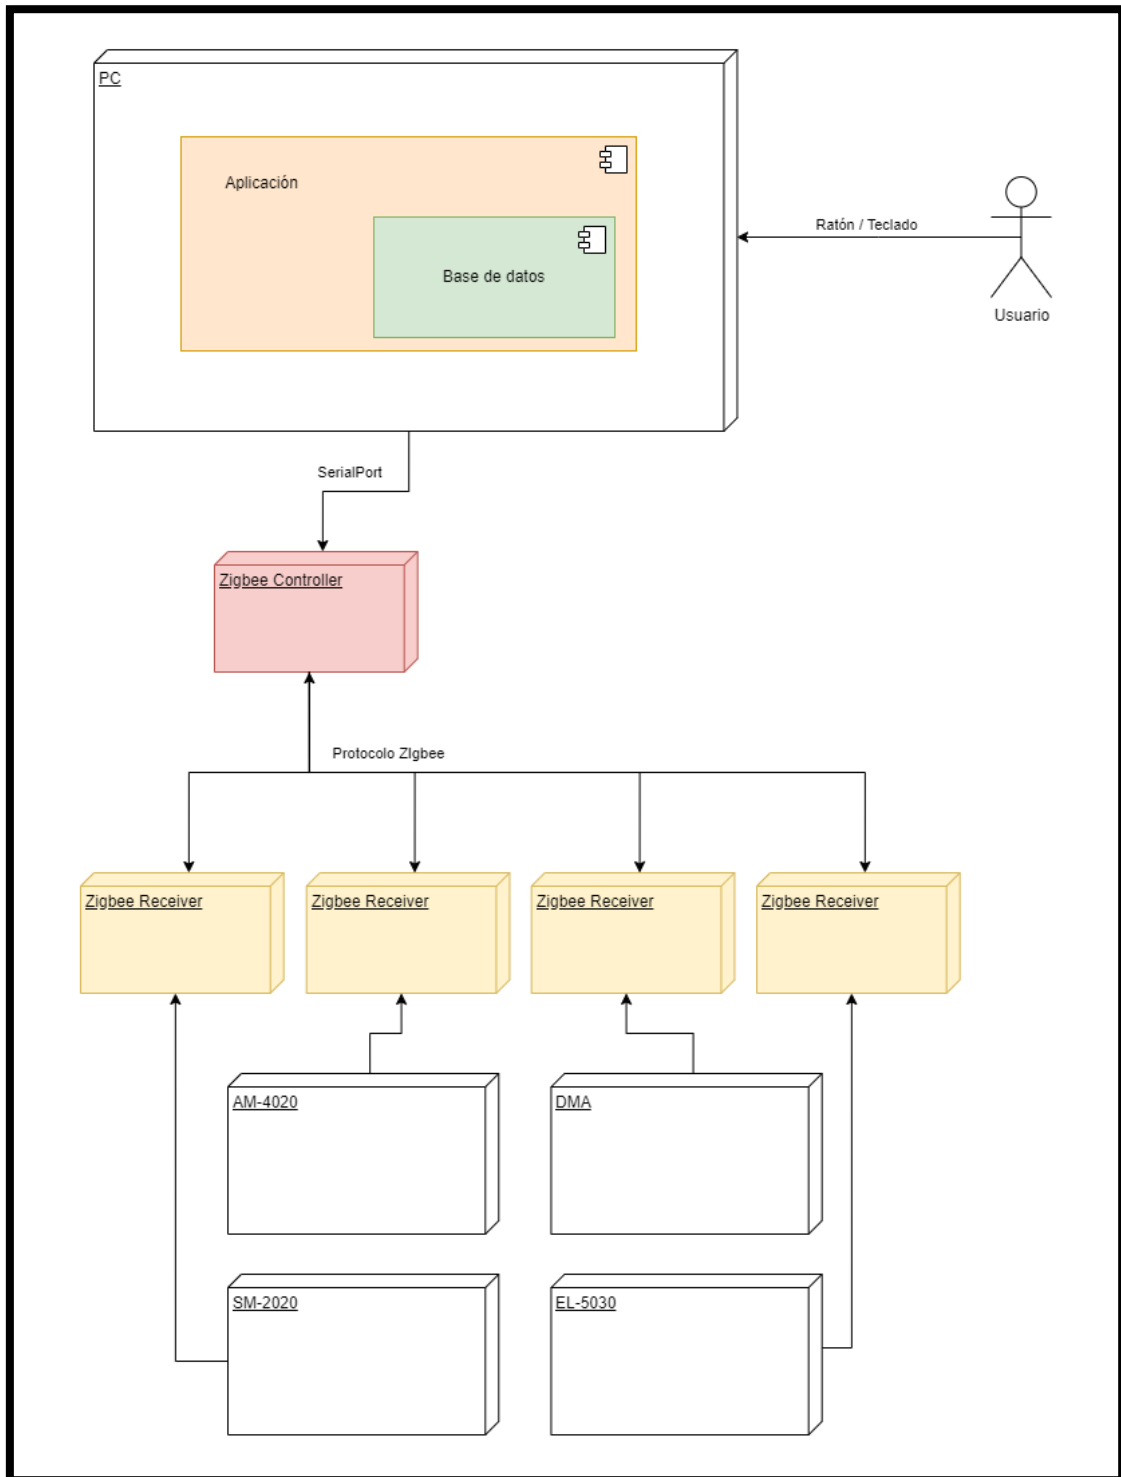 PC
Aplicación
Base de datos
Ratón / Teclado
Usuario
SerialPort
Zigbee Controller
Protocolo ZIgbee
Zigbee Receiver
Zigbee Receiver
Zigbee Receiver
Zigbee Receiver
AM-4020
DMA
SM-2020
EL-5030